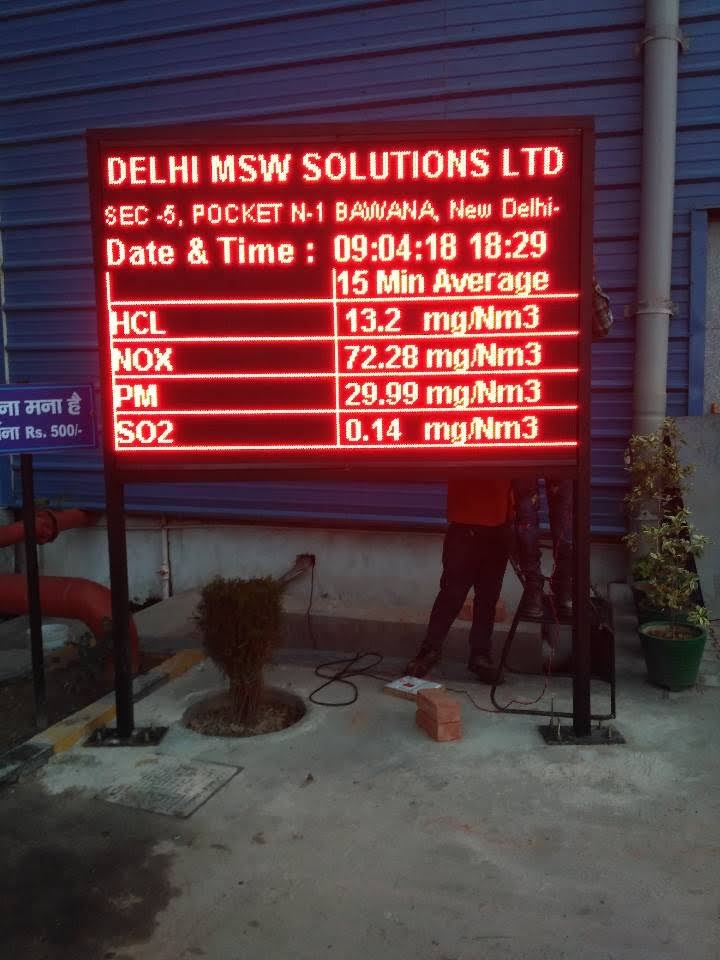 DELHI MSW SOLUTIONS LTD
SEC -5, POCKET N-1 BAWANA, New Delhi-
Date & Time : 09:04:18 18:29
15 Min Average
HCL 13.2 mg/Nm3
NOX 72.28 mg/Nm3
PM 29.99 mg/Nm3
SO2 0.14 mg/Nm3
मना है
Rs. 500/-